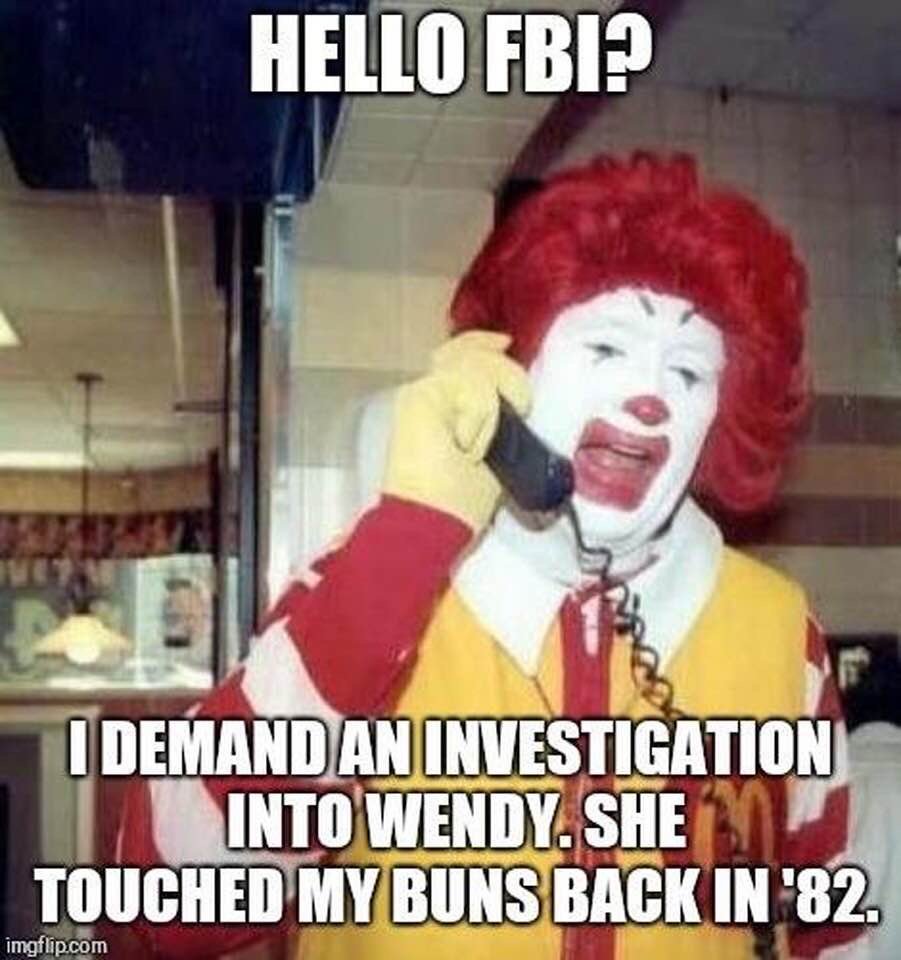 HELLO FBI?
I DEMAND AN INVESTIGATION
INTO WENDY. SHE
TOUCHED MY BUNS BACK IN '82.
imgflip.com